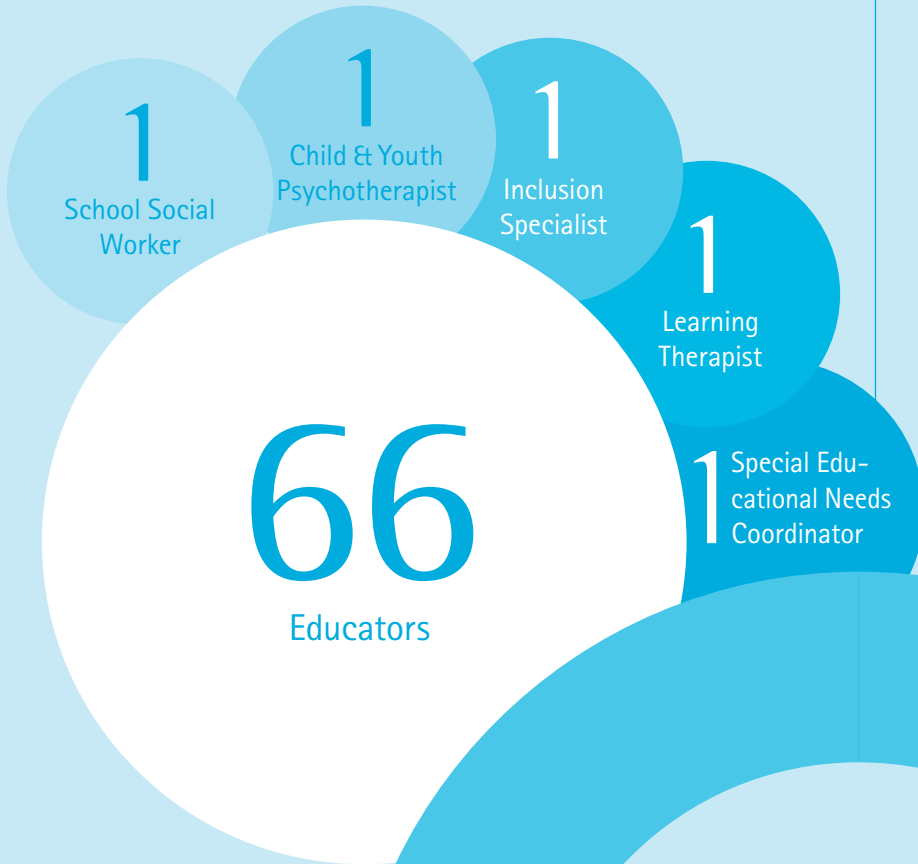 1
School Social
Worker
1
Child & Youth
Psychotherapist
1
Inclusion
Specialist
1
Learning
Therapist
1
Special Edu-
cational Needs
Coordinator
66
Educators